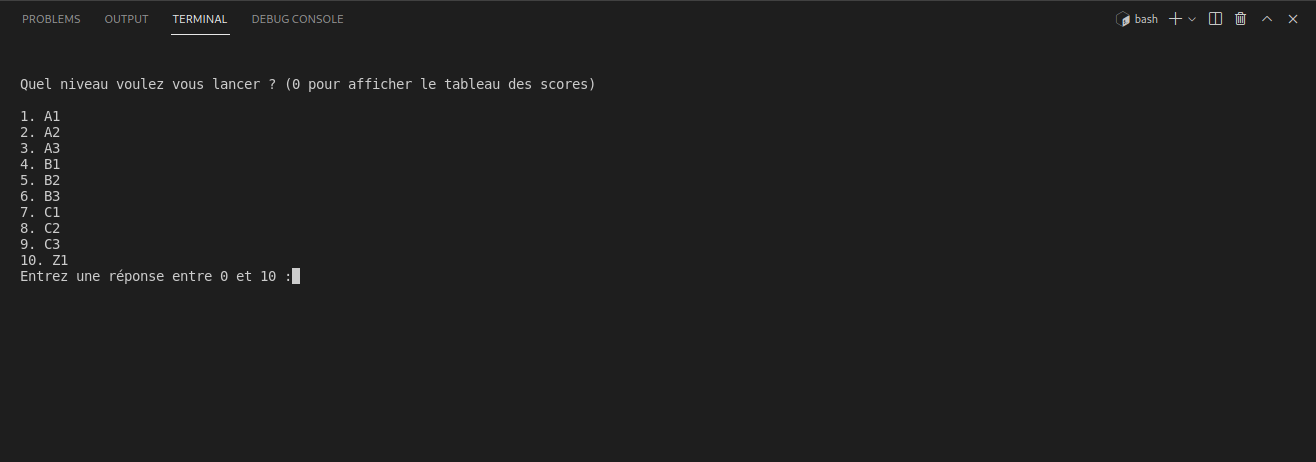 PROBLEMS OUTPUT TERMINAL DEBUG CONSOLE bash
Quel niveau voulez vous lancer ? (0 pour afficher le tableau des scores)
1. A1
2. A2
3. A3
4. B1
5. B2
6. B3
7. C1
8. C2
9. C3
10. Z1
Entrez une réponse entre 0 et 10 :